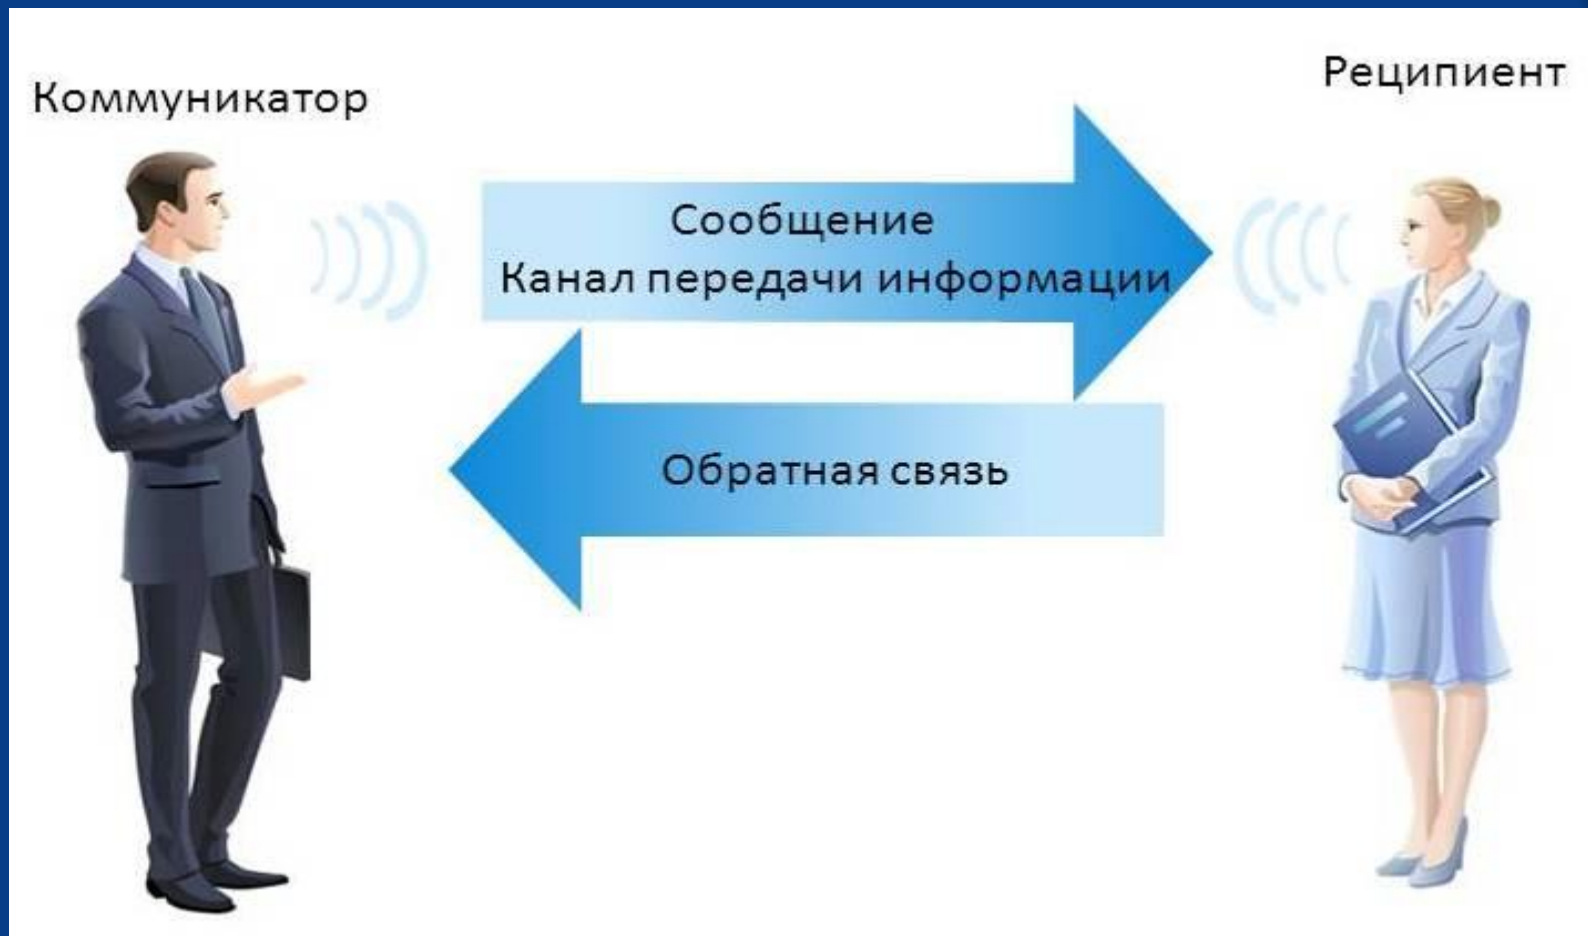 Коммуникатор
Реципиент
Сообщение
Канал передачи информации
Обратная связь